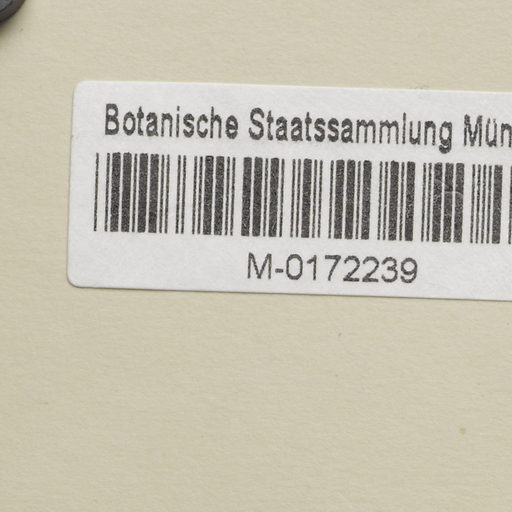 Botanische Staatssammlung Mün
M-0172239